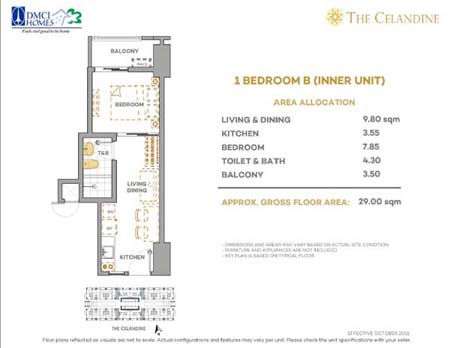 DMCI
HOMES
Fuels and good to be home
THE CELANDINE
1 BEDROOM B (INNER UNIT)
AREA ALLOCATION
LIVING & DINING 9.80 sqm
KITCHEN 3.55
BEDROOM 7.85
TOILET & BATH 4.30
BALCONY 3.50
APPROX. GROSS FLOOR AREA: 29.00 sqm
- DIMENSIONS AND AREAS MAY VARY BASED ON ACTUAL SITE CONDITION
- FURNITURE AND APPLIANCES ARE NOT INCLUDED
- KEY PLAN IS BASED ON TYPICAL FLOOR
BALCONY
BEDROOM
T&B
LIVING /
DINING
KITCHEN
THE CELANDINE
EFFECTIVE OCTOBER
Floor plans reflected as visuals are not to scale. Actual configurations and features may vary per unit. Please check the unit specifications with your seller.